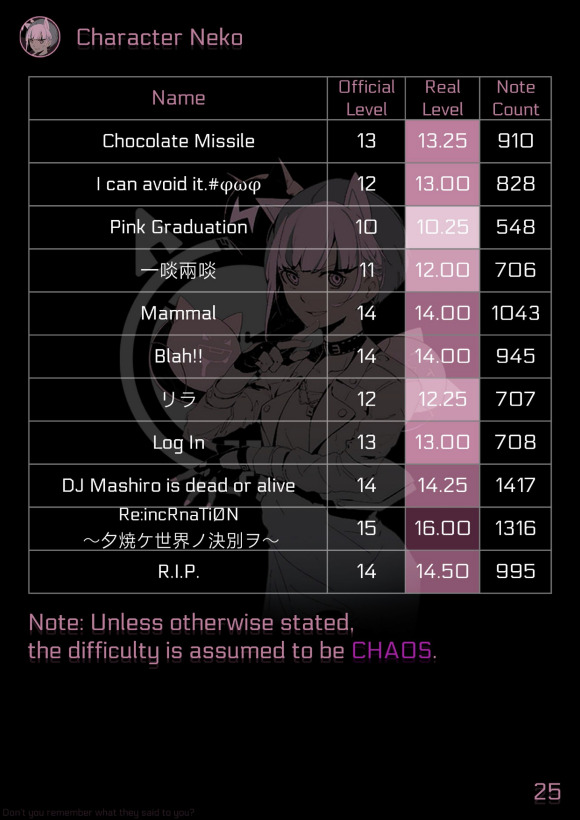 Character Neko
Name
Official
Level
Real
Level
Note
Count
Chocolate Missile 13 13.25 910
I can avoid it.#φωφ 12 13.00 828
Pink Graduation 10 10.25 548
一啖兩啖 11 12.00 706
Mammal 14 14.00 1043
Blah!! 14 14.00 945
リラ 12 12.25 707
Log In 13 13.00 708
DJ Mashiro is dead or alive 14 14.25 1417
Re:incRnaTiØN
～夕焼ケ世界ノ決別ヲ～ 15 16.00 1316
R.I.P. 14 14.50 995
Note: Unless otherwise stated,
the difficulty is assumed to be CHAOS.
25
Don't you remember what they said to you?